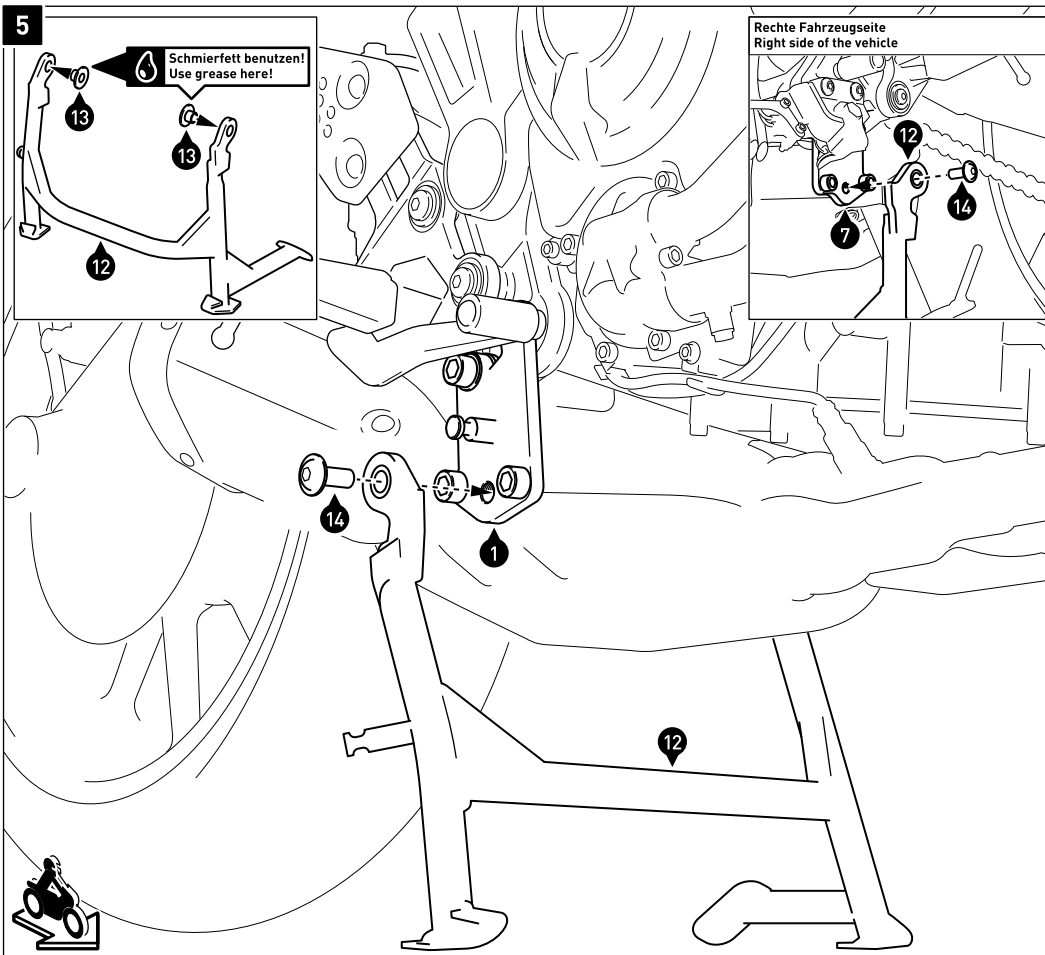 5
Schmierfett benutzen!
Use grease here!
13
13
12
Rechte Fahrzeugseite
Right side of the vehicle
12
14
7
14
1
12